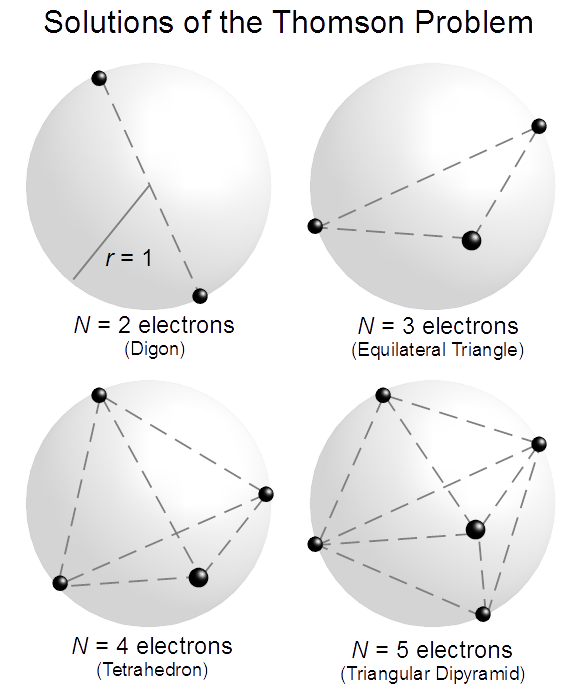 Solutions of the Thomson Problem
r = 1
N = 2 electrons
(Digon)
N = 3 electrons
(Equilateral Triangle)
N = 4 electrons
(Tetrahedron)
N = 5 electrons
(Triangular Dipyramid)